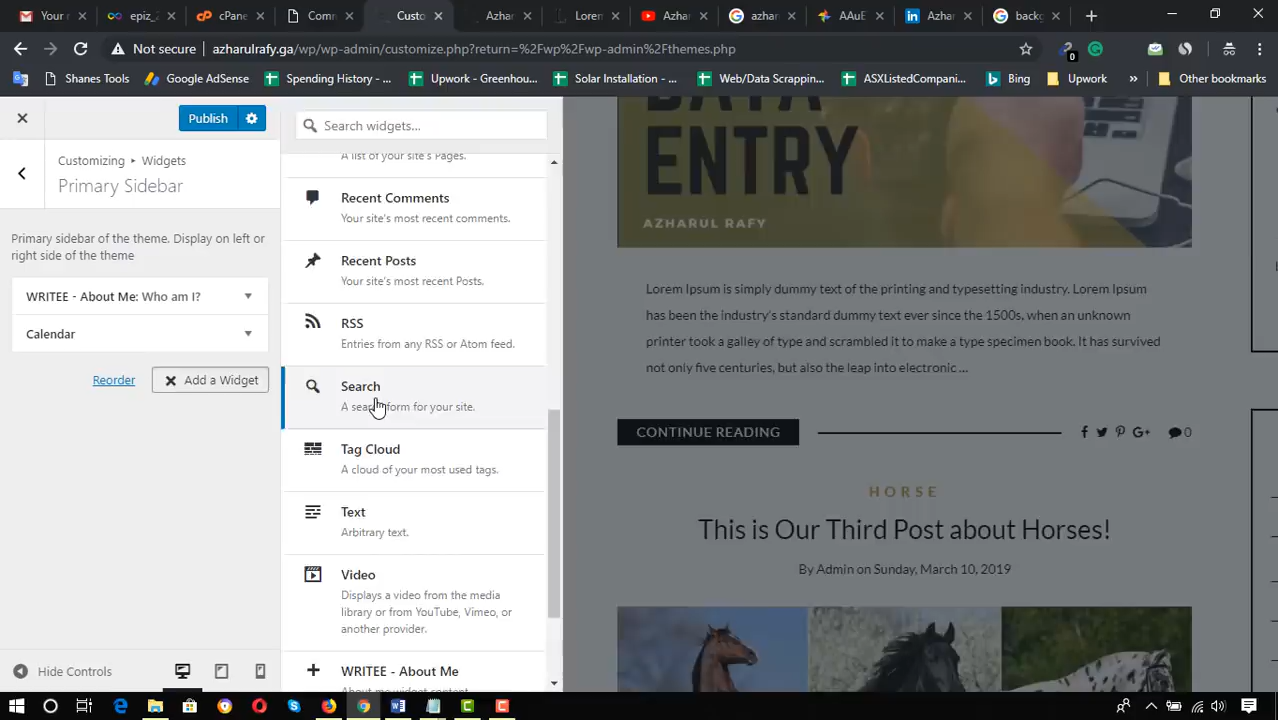 Your
epiz_
cPane
Comm
Custo
Azhar
Loren
Azhar
azhar
AAuE
Azhar
backg
Not secure azharulrafy.ga/wp/wp-admin/customize.php?return=%2Fwp%2Fwp-admin%2Fthemes.php
0
Shanes Tools
Google AdSense
Spending History - ...
Upwork - Greenhou...
Solar Installation - ...
Web/Data Scrappin...
ASXListedCompani...
Bing
Upwork
»
Other bookmarks
Publish
Customizing ▸ Widgets
Primary Sidebar
Primary sidebar of the theme. Display on left or
right side of the theme
WRITEE - About Me: Who am I?
Calendar
Reorder
Add a Widget
Hide Controls
Search widgets...
A list of your site's Pages.
Recent Comments
Your site's most recent comments.
Recent Posts
Your site's most recent Posts.
RSS
Entries from any RSS or Atom feed.
Search
A search form for your site.
Tag Cloud
A cloud of your most used tags.
Text
Arbitrary text.
Video
Displays a video from the media
library or from YouTube, Vimeo, or
another provider.
WRITEE - About Me
About me widget content
DATA
ENTRY
AZHARUL RAFY
Lorem Ipsum is simply dummy text of the printing and typesetting industry. Lorem Ipsum
has been the industry's standard dummy text ever since the 1500s, when an unknown
printer took a galley of type and scrambled it to make a type specimen book. It has survived
not only five centuries, but also the leap into electronic ...
CONTINUE READING
0
HORSE
This is Our Third Post about Horses!
By Admin on Sunday, March 10, 2019